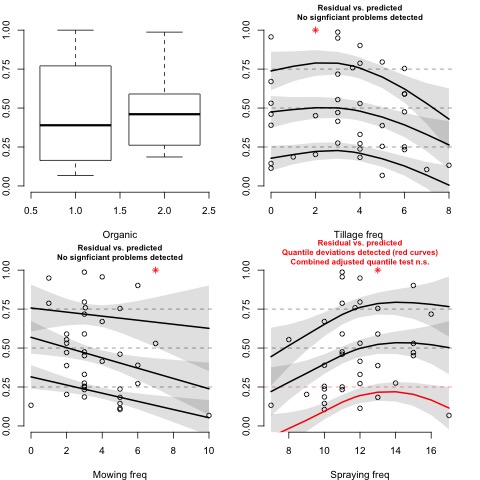 0.00 0.25 0.50 0.75 1.00
0.5 1.0 1.5 2.0 2.5
Organic
Residual vs. predicted
No signficiant problems detected
0.00 0.25 0.50 0.75 1.00
0 2 4 6 8
Tillage freq
Residual vs. predicted
No signficiant problems detected
0.00 0.25 0.50 0.75 1.00
0 2 4 6 8 10
Mowing freq
Residual vs. predicted
Quantile deviations detected (red curves)
Combined adjusted quantile test n.s.
0.00 0.25 0.50 0.75 1.00
8 10 12 14 16
Spraying freq